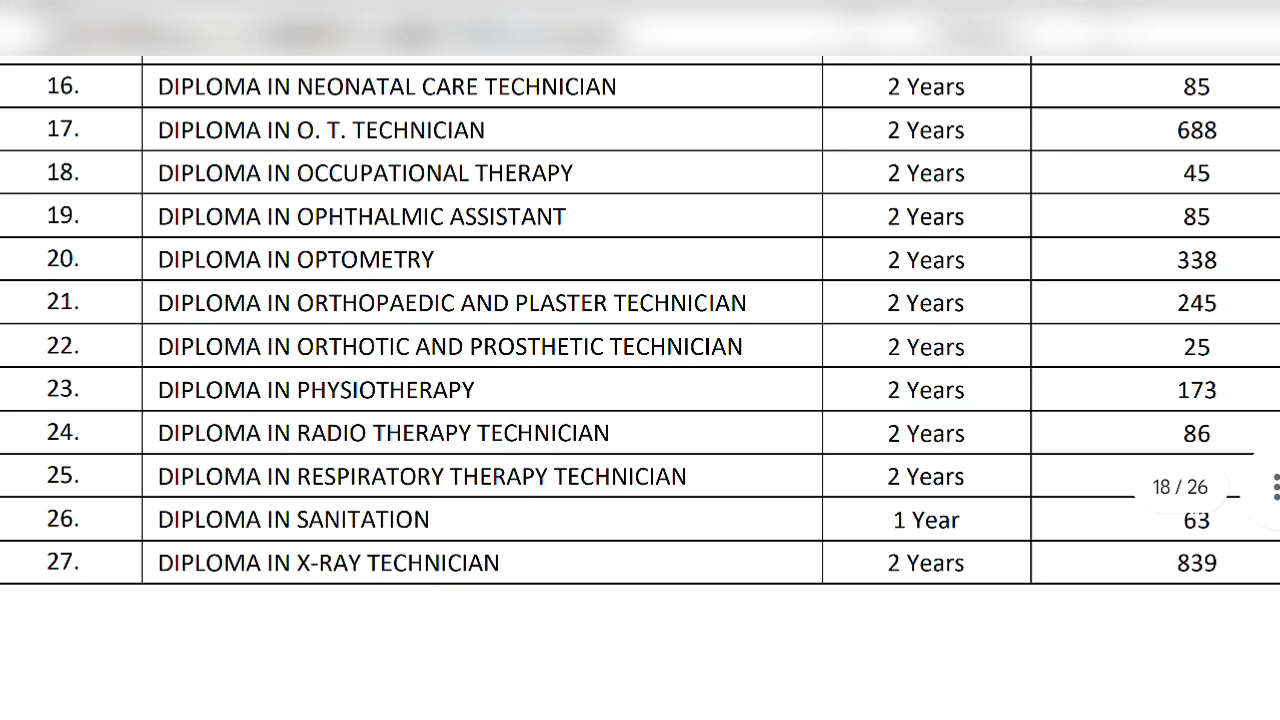 16. DIPLOMA IN NEONATAL CARE TECHNICIAN 2 Years 85
17. DIPLOMA IN O. T. TECHNICIAN 2 Years 688
18. DIPLOMA IN OCCUPATIONAL THERAPY 2 Years 45
19. DIPLOMA IN OPHTHALMIC ASSISTANT 2 Years 85
20. DIPLOMA IN OPTOMETRY 2 Years 338
21. DIPLOMA IN ORTHOPAEDIC AND PLASTER TECHNICIAN 2 Years 245
22. DIPLOMA IN ORTHOTIC AND PROSTHETIC TECHNICIAN 2 Years 25
23. DIPLOMA IN PHYSIOTHERAPY 2 Years 173
24. DIPLOMA IN RADIO THERAPY TECHNICIAN 2 Years 86
25. DIPLOMA IN RESPIRATORY THERAPY TECHNICIAN 2 Years
18 / 26
26. DIPLOMA IN SANITATION 1 Year 63
27. DIPLOMA IN X-RAY TECHNICIAN 2 Years 839